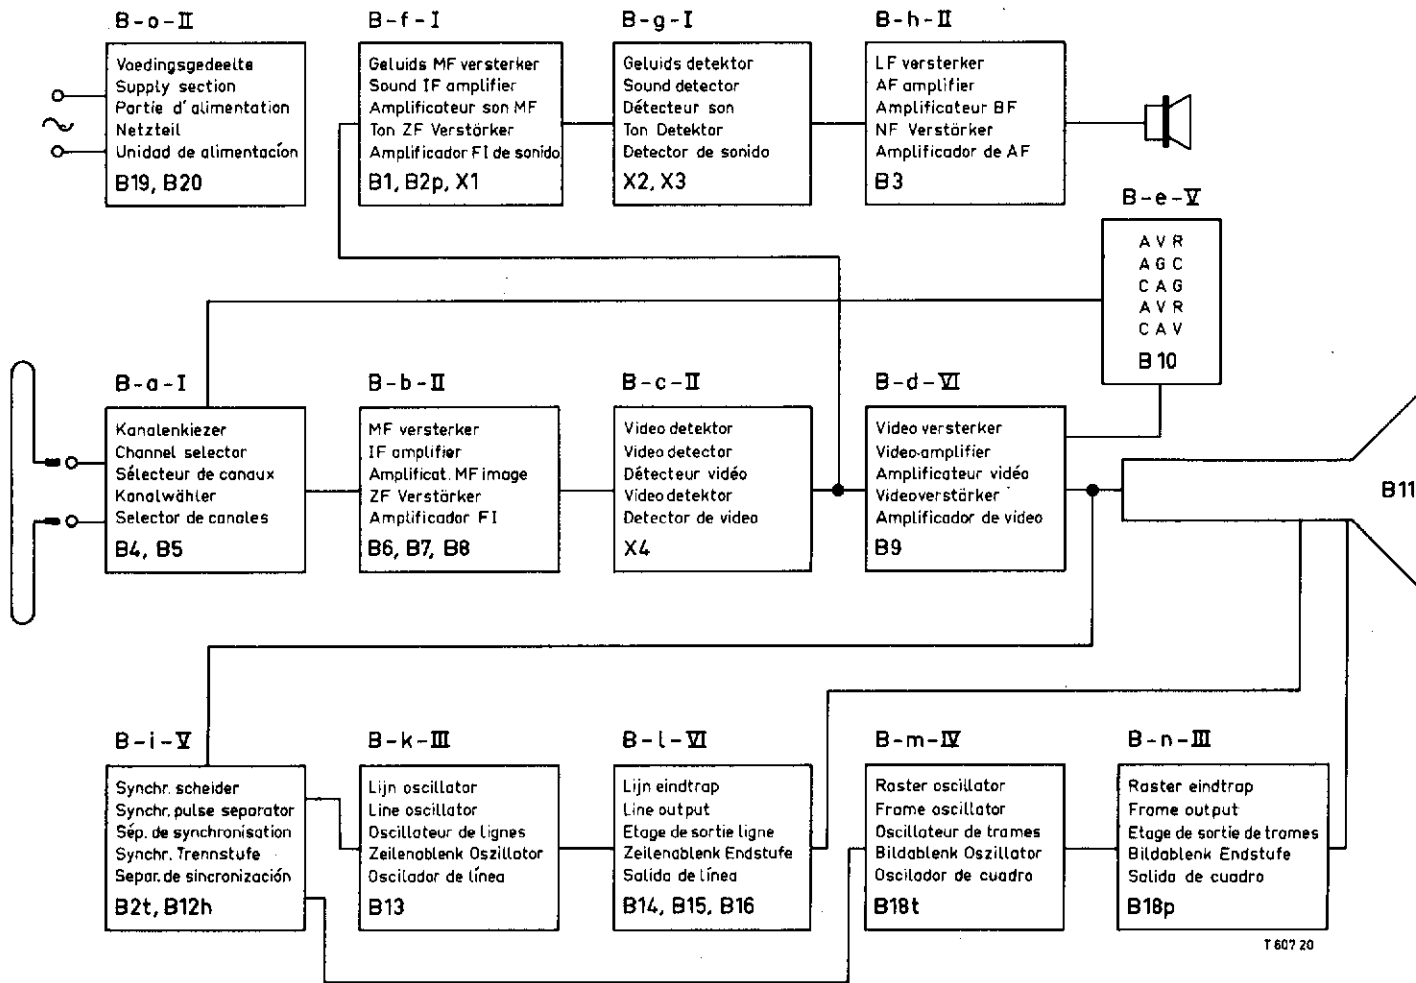 B-o-II
Voedingsgedeelte
Supply section
Partie d'alimentation
Netzteil
Unidad de alimentación
B19, B20
B-f-I
Geluids MF versterker
Sound IF amplifier
Amplificateur son MF
Ton ZF Verstärker
Amplificador FI de sonido
B1, B2p, X1
B-g-I
Geluids detektor
Sound detector
Détecteur son
Ton Detektor
Detector de sonido
X2, X3
B-h-II
LF versterker
AF amplifier
Amplificateur BF
NF Verstärker
Amplificador de AF
B3
B-e-V
AVR
AGC
CAG
AVR
CAV
B10
B-a-I
Kanalenkiezer
Channel selector
Sélecteur de canaux
Kanalwähler
Selector de canales
B4, B5
B-b-II
MF versterker
IF amplifier
Amplificat. MF image
ZF Verstärker
Amplificador FI
B6, B7, B8
B-c-II
Video detektor
Video detector
Détecteur vidéo
Video detektor
Detector de video
X4
B-d-VI
Video versterker
Video-amplifier
Amplificateur vidéo
Videoverstärker
Amplificador de video
B9
B11
B-i-V
Synchr. scheider
Synchr. pulse separator
Sép. de synchronisation
Synchr. Trennstufe
Separ. de sincronización
B2t, B12h
B-k-III
Lijn oscillator
Line oscillator
Oscillateur de lignes
Zeilenablenk Oszillator
Oscilador de línea
B13
B-l-VI
Lijn eindtrap
Line output
Etage de sortie ligne
Zeilenablenk Endstufe
Salida de línea
B14, B15, B16
B-m-IV
Raster oscillator
Frame oscillator
Oscillateur de trames
Bildablenk Oszillator
Oscilador de cuadro
B18t
B-n-III
Raster eindtrap
Frame output
Etage de sortie de trames
Bildablenk Endstufe
Salida de cuadro
B18p
T 607 20